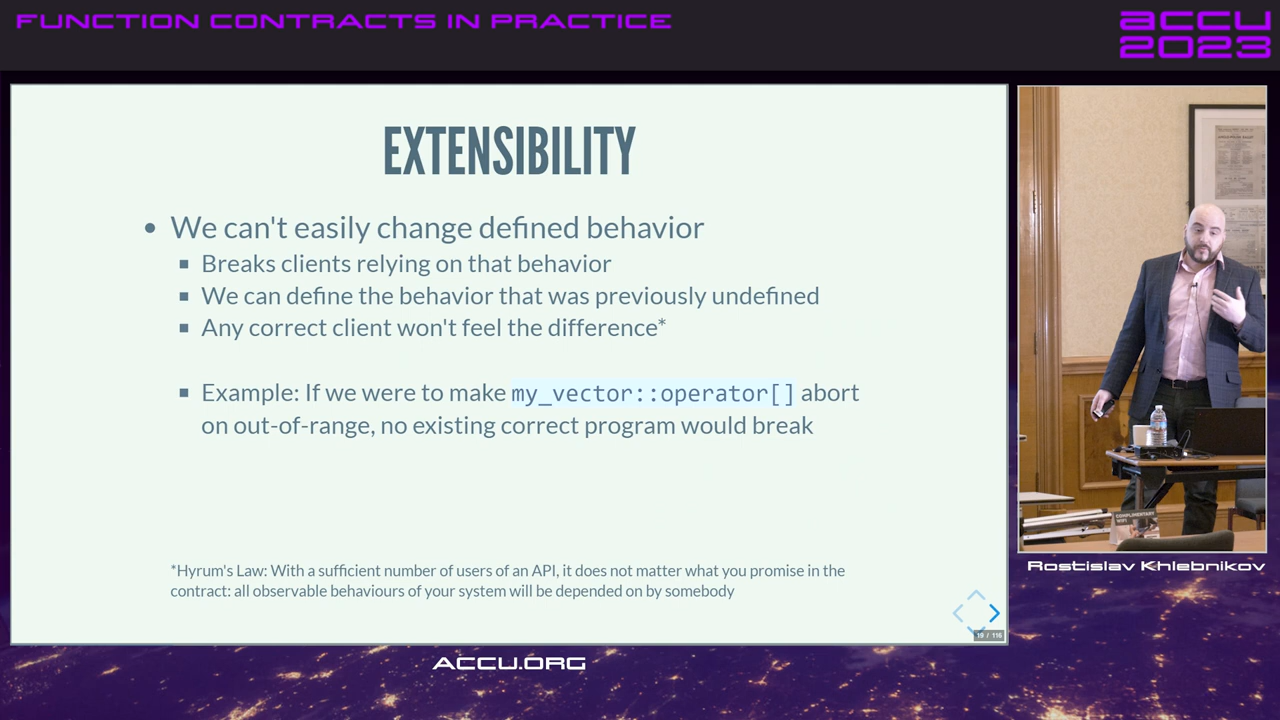 FUNCTION CONTRACTS IN PRACTICE
accu
2023
EXTENSIBILITY
• We can't easily change defined behavior
▪ Breaks clients relying on that behavior
▪ We can define the behavior that was previously undefined
▪ Any correct client won't feel the difference*
▪ Example: If we were to make my_vector::operator[] abort
on out-of-range, no existing correct program would break
*Hyrum's Law: With a sufficient number of users of an API, it does not matter what you promise in the
contract: all observable behaviours of your system will be depended on by somebody
19 / 116
COMPLIMENTARY
WIFI
Rostislav Khlebnikov
ACCU.ORG